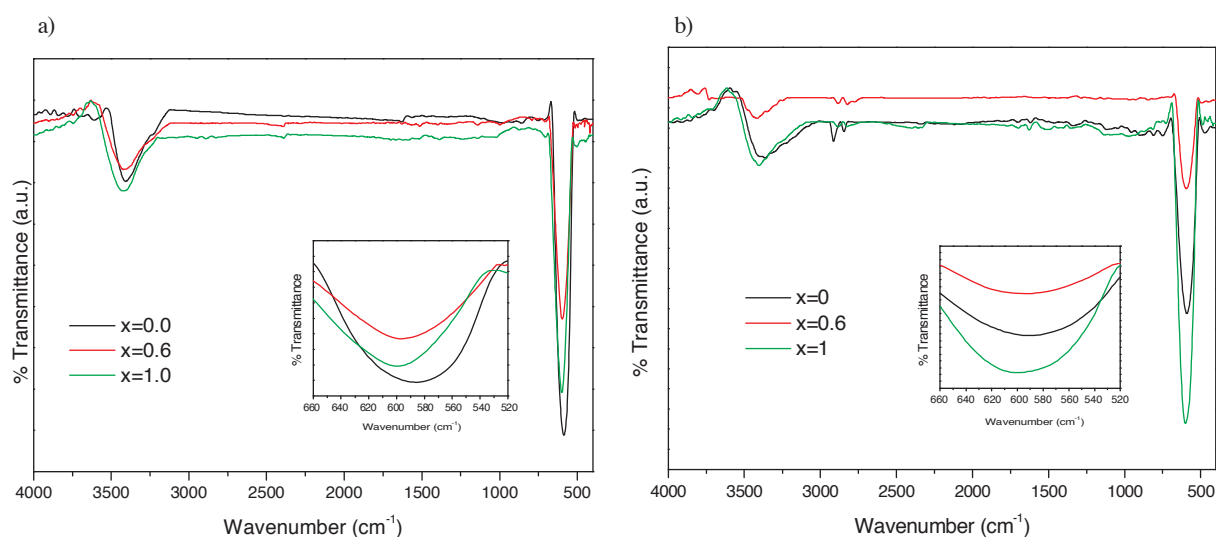 a)
% Transmittance (a.u.)
x=0.0
x=0.6
x=1.0
% Transmittance
660 640 620 600 580 560 540 520
Wavenumber (cm⁻¹)
4000 3500 3000 2500 2000 1500 1000 500
Wavenumber (cm⁻¹)
b)
% Transmittance (a.u.)
x=0
x=0.6
x=1
% Transmittance
660 640 620 600 580 560 540 520
Wavenumber (cm⁻¹)
4000 3500 3000 2500 2000 1500 1000 500
Wavenumber (cm⁻¹)